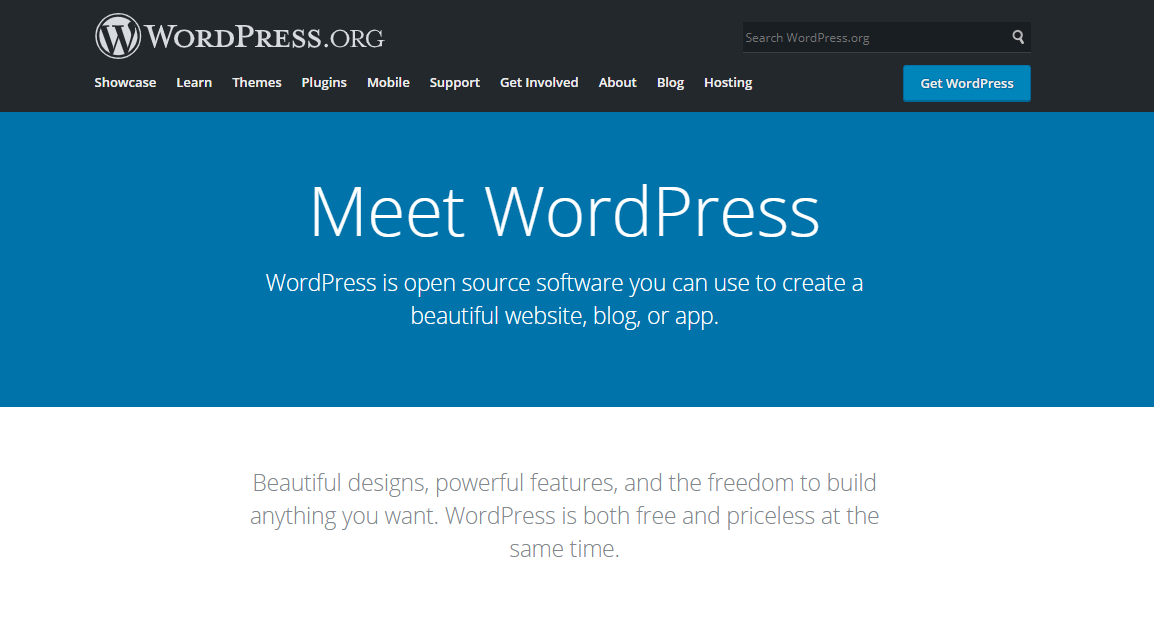 WORDPRESS.ORG
Search WordPress.org
Showcase Learn Themes Plugins Mobile Support Get Involved About Blog Hosting
Get WordPress
Meet WordPress
WordPress is open source software you can use to create a
beautiful website, blog, or app.
Beautiful designs, powerful features, and the freedom to build
anything you want. WordPress is both free and priceless at the
same time.